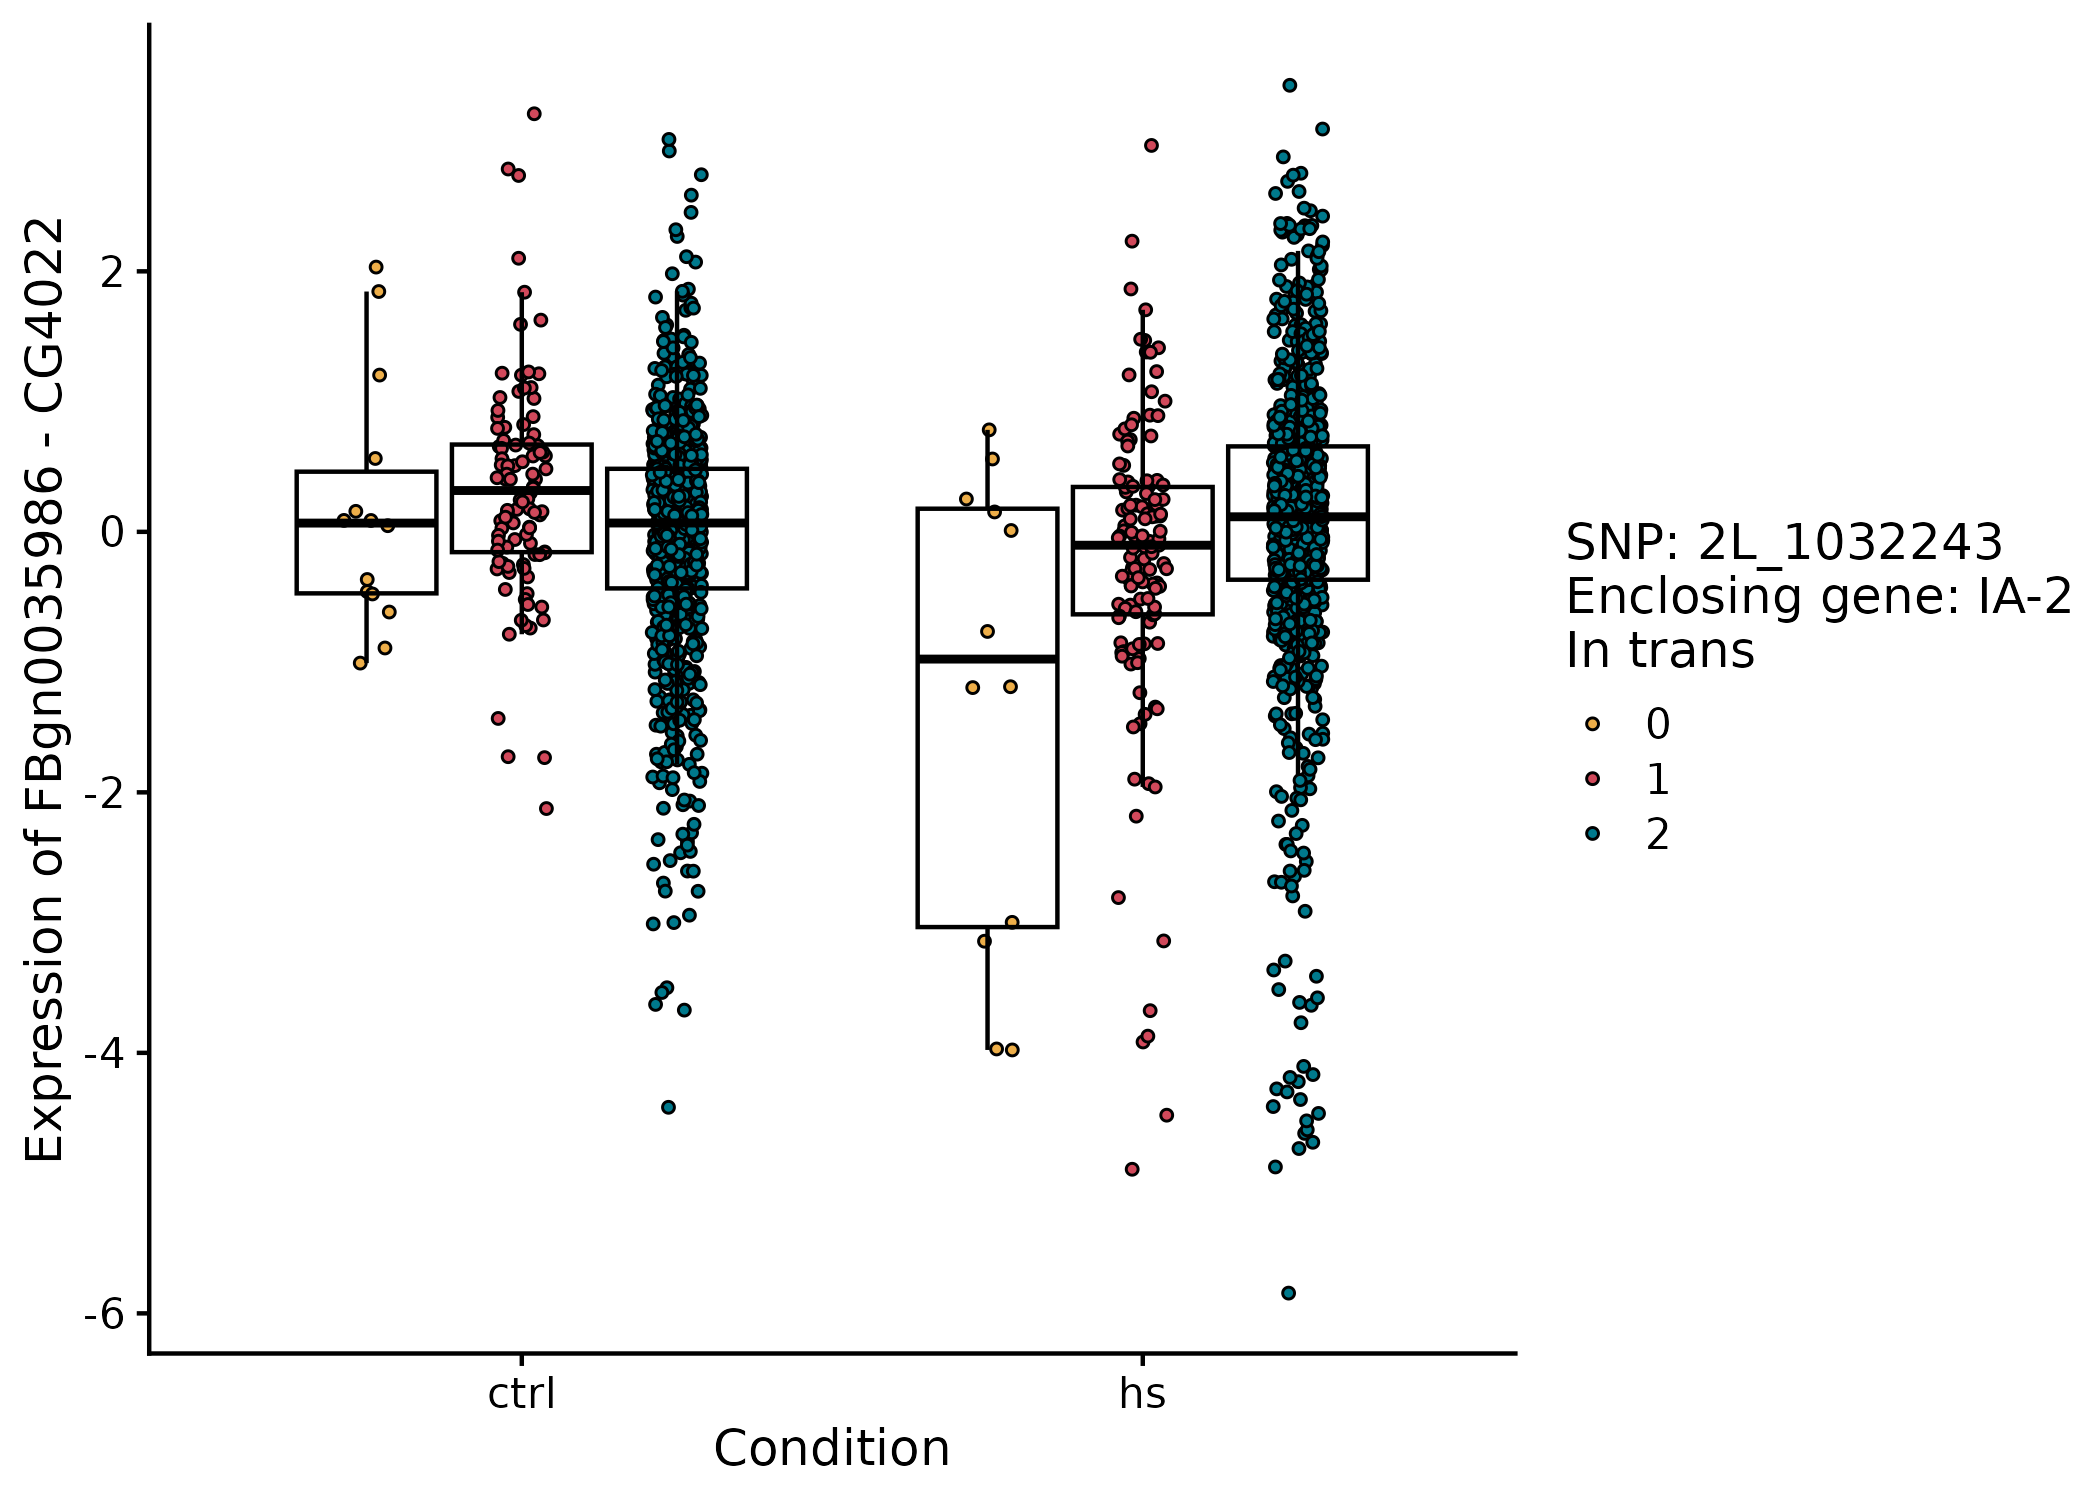 Expression of FBgn0035986 - CG4022
2
0
-2
-4
-6
ctrl
hs
Condition
SNP: 2L_1032243
Enclosing gene: IA-2
In trans
0
1
2